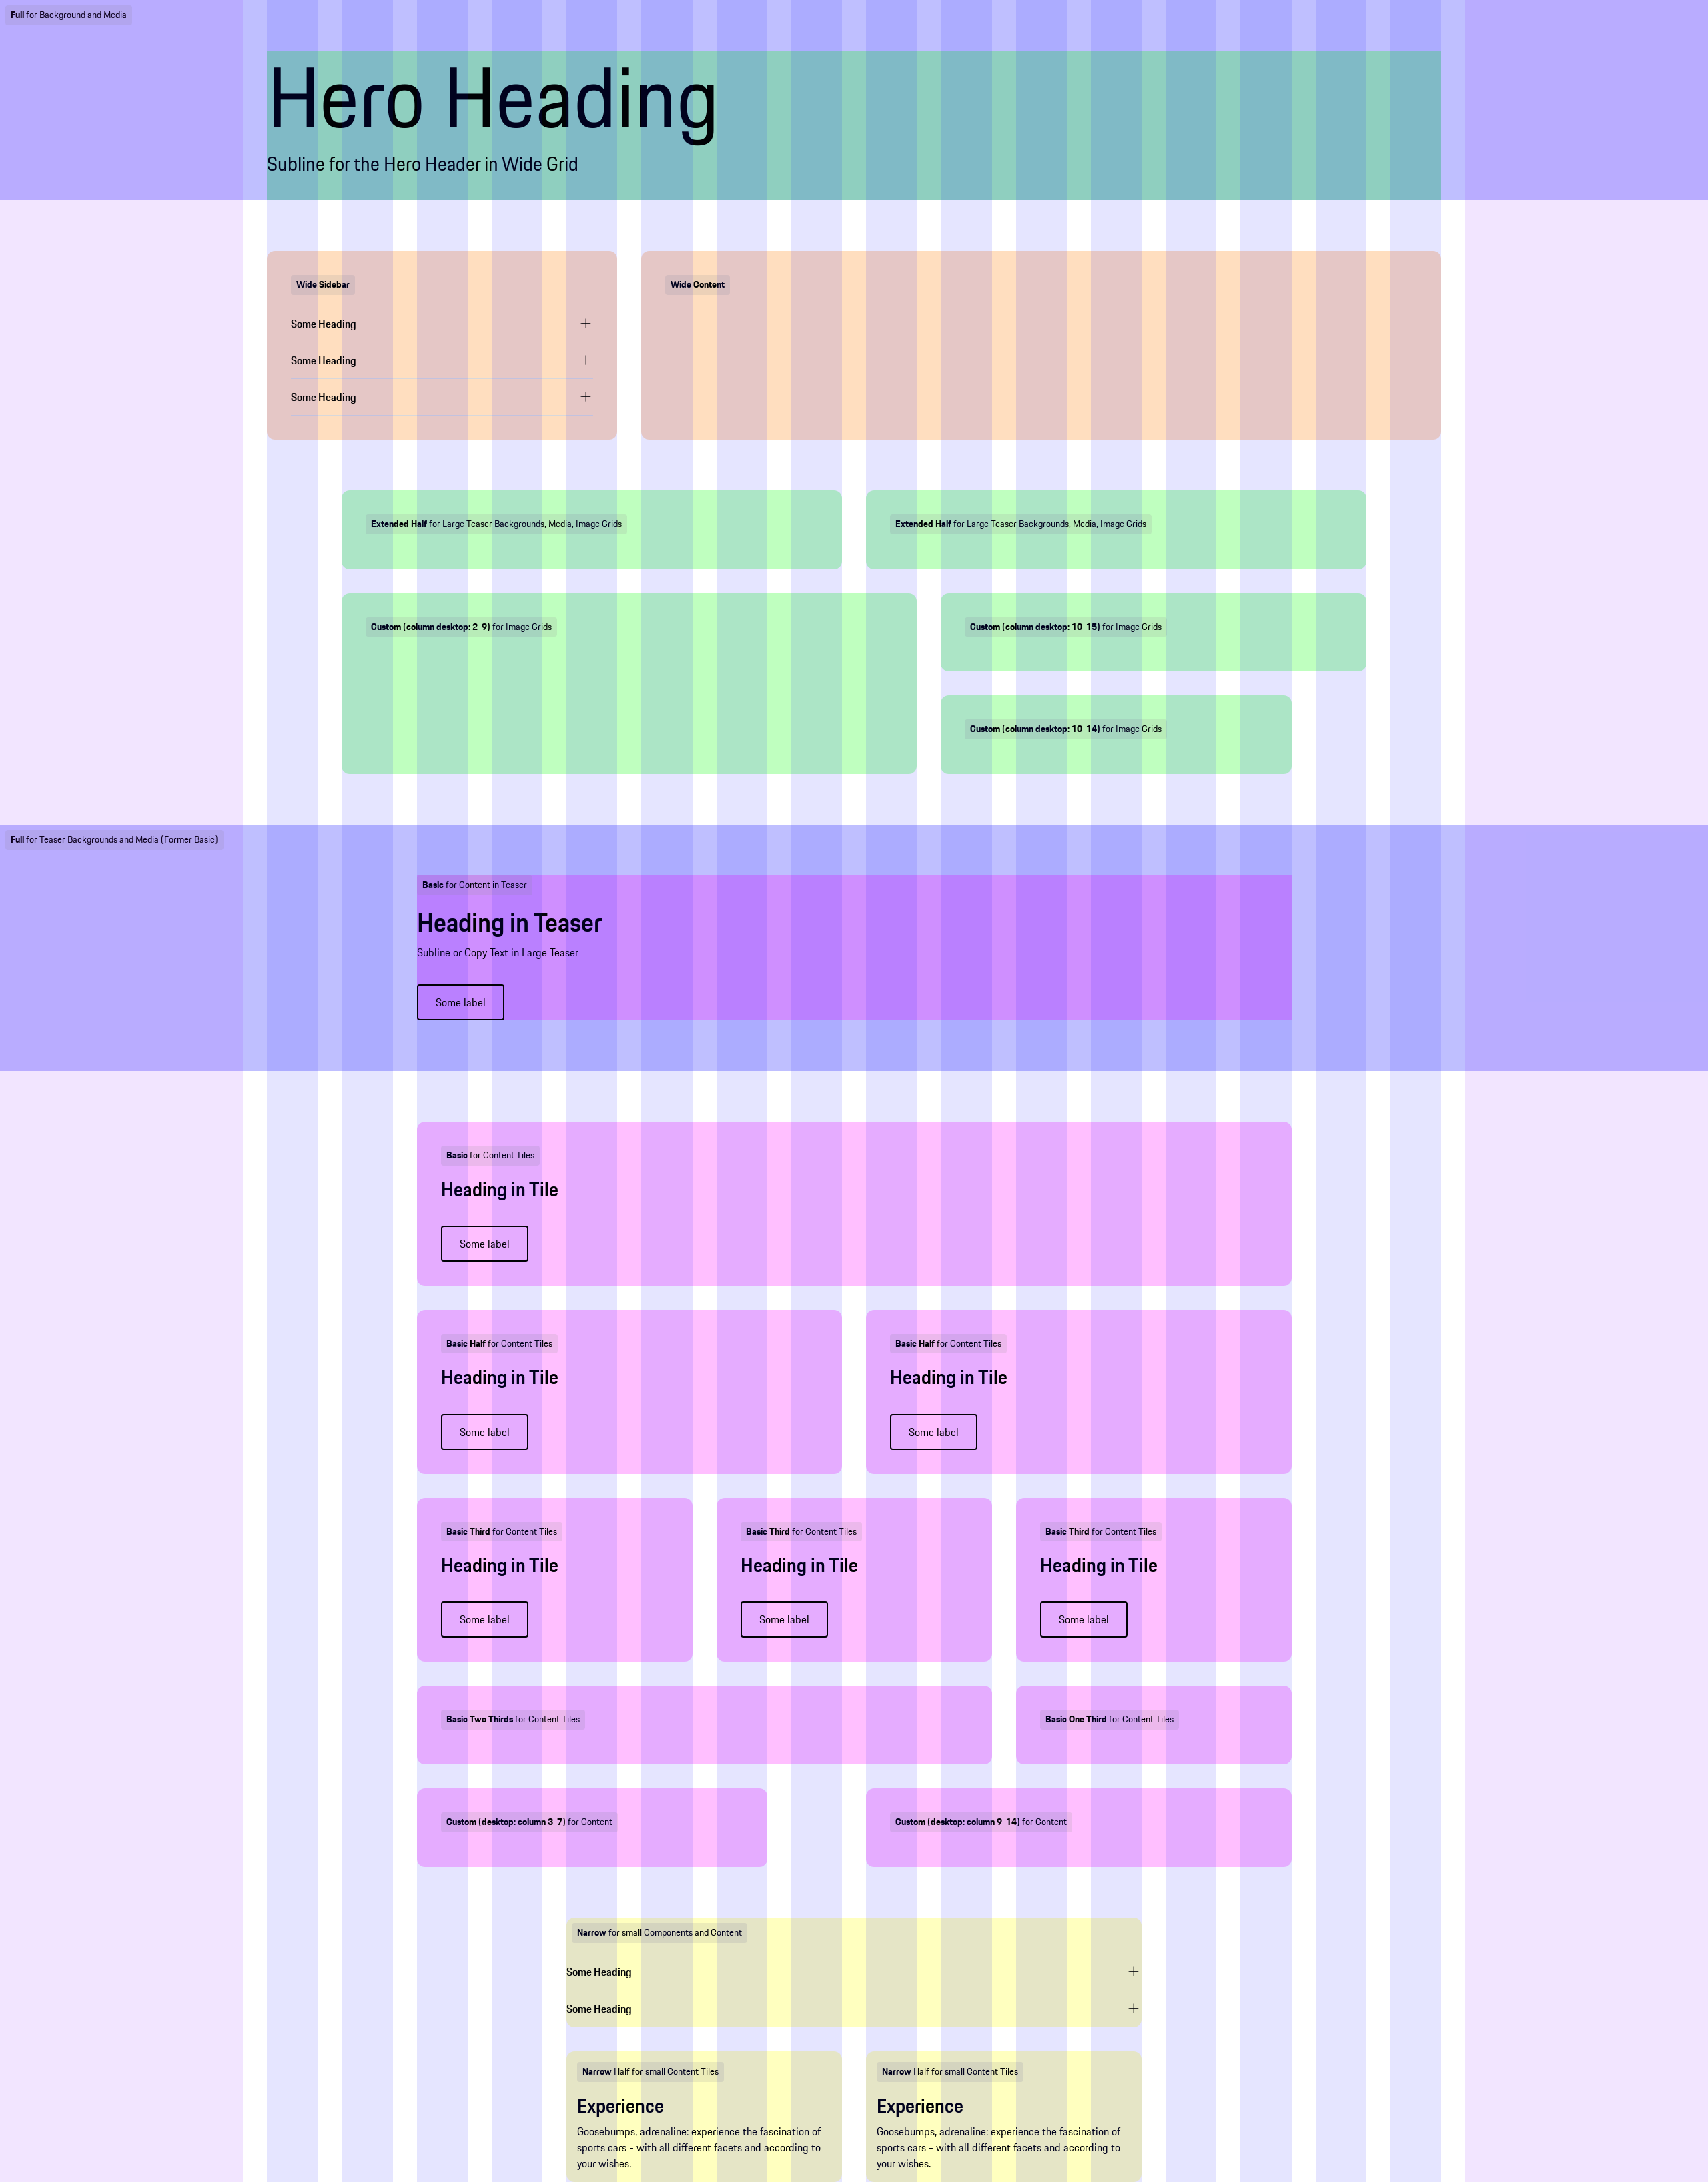 Full for Background and Media
Hero Heading
Subline for the Hero Header in Wide Grid
Wide Sidebar
Some Heading
Some Heading
Some Heading
Wide Content
Extended Half for Large Teaser Backgrounds, Media, Image Grids
Extended Half for Large Teaser Backgrounds, Media, Image Grids
Custom (column desktop: 2-9) for Image Grids
Custom (column desktop: 10-15) for Image Grids
Custom (column desktop: 10-14) for Image Grids
Full for Teaser Backgrounds and Media (Former Basic)
Basic for Content in Teaser
Heading in Teaser
Subline or Copy Text in Large Teaser
Some label
Basic for Content Tiles
Heading in Tile
Some label
Basic Half for Content Tiles
Heading in Tile
Some label
Basic Half for Content Tiles
Heading in Tile
Some label
Basic Third for Content Tiles
Heading in Tile
Some label
Basic Third for Content Tiles
Heading in Tile
Some label
Basic Third for Content Tiles
Heading in Tile
Some label
Basic Two Thirds for Content Tiles
Basic One Third for Content Tiles
Custom (desktop: column 3-7) for Content
Custom (desktop: column 9-14) for Content
Narrow for small Components and Content
Some Heading
Some Heading
Narrow Half for small Content Tiles
Experience
Goosebumps, adrenaline: experience the fascination of
sports cars - with all different facets and according to
your wishes.
Narrow Half for small Content Tiles
Experience
Goosebumps, adrenaline: experience the fascination of
sports cars - with all different facets and according to
your wishes.